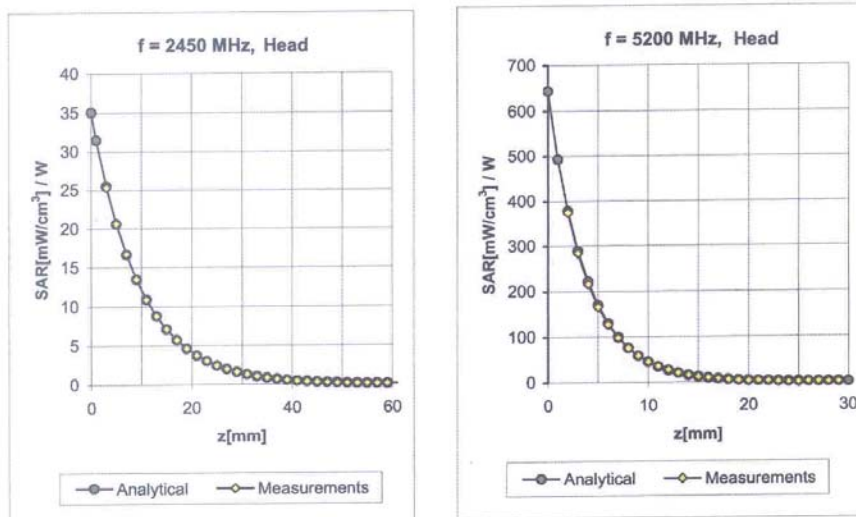 f = 2450 MHz, Head
SAR[mW/cm³] / W
40
35
30
25
20
15
10
5
0
0 20 40 60
z[mm]
Analytical Measurements
f = 5200 MHz, Head
SAR[mW/cm³] / W
700
600
500
400
300
200
100
0
0 10 20 30
z[mm]
Analytical Measurements